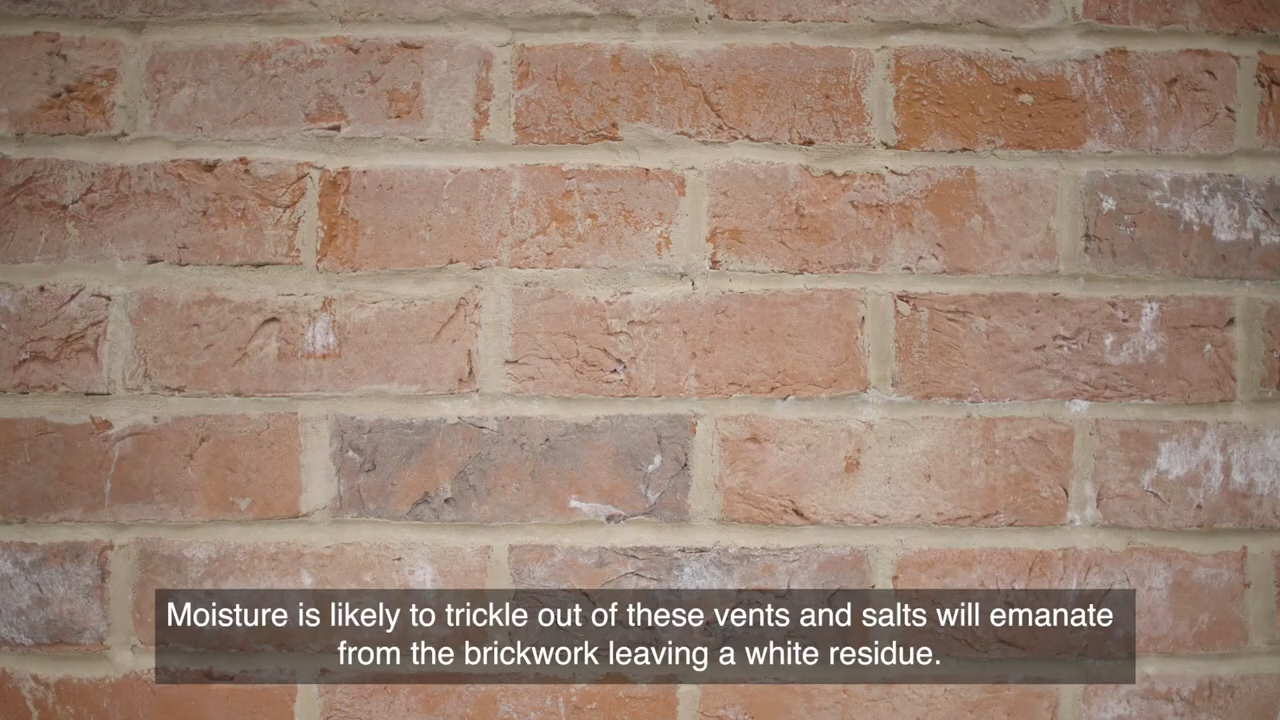 Moisture is likely to trickle out of these vents and salts will emanate
from the brickwork leaving a white residue.